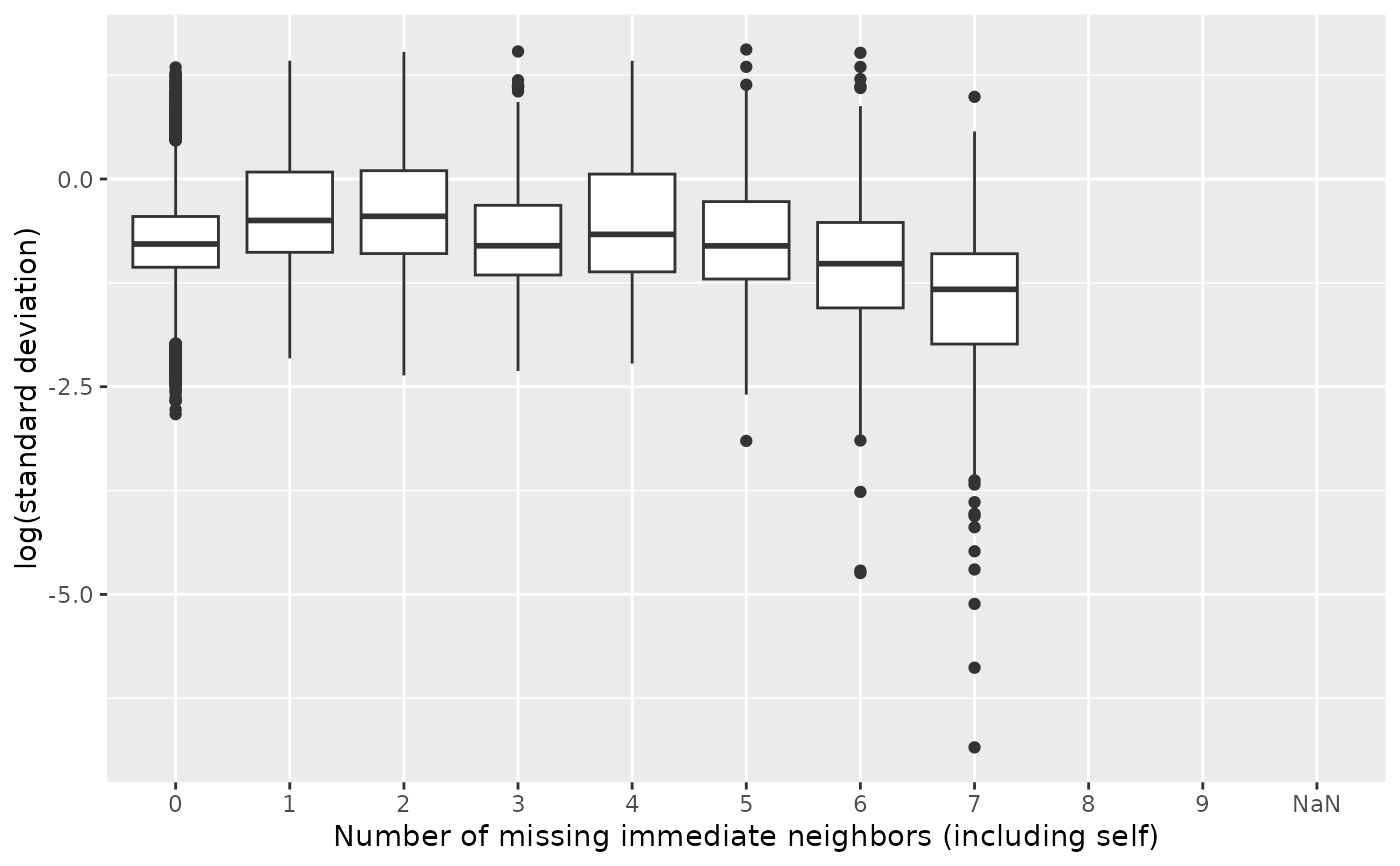 0.0
-2.5
-5.0
log(standard deviation)
0 1 2 3 4 5 6 7 8 9 NaN
Number of missing immediate neighbors (including self)